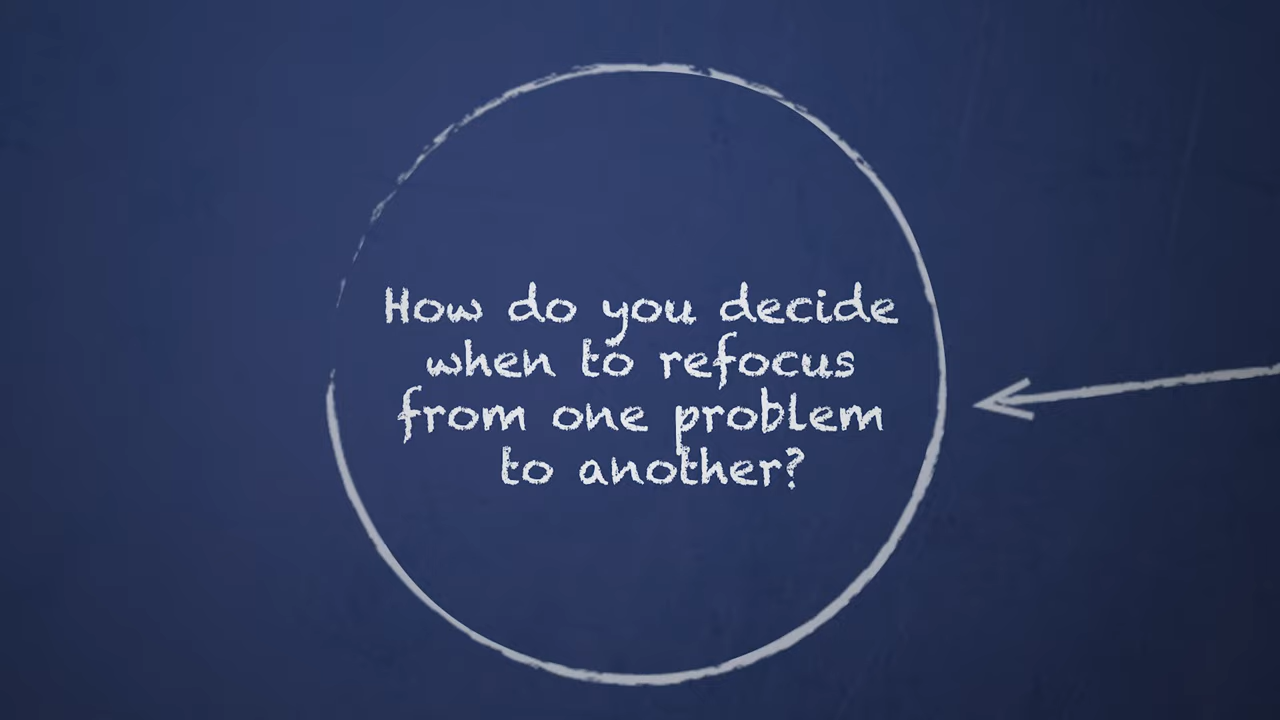 How do you decide
when to refocus
from one problem
to another?